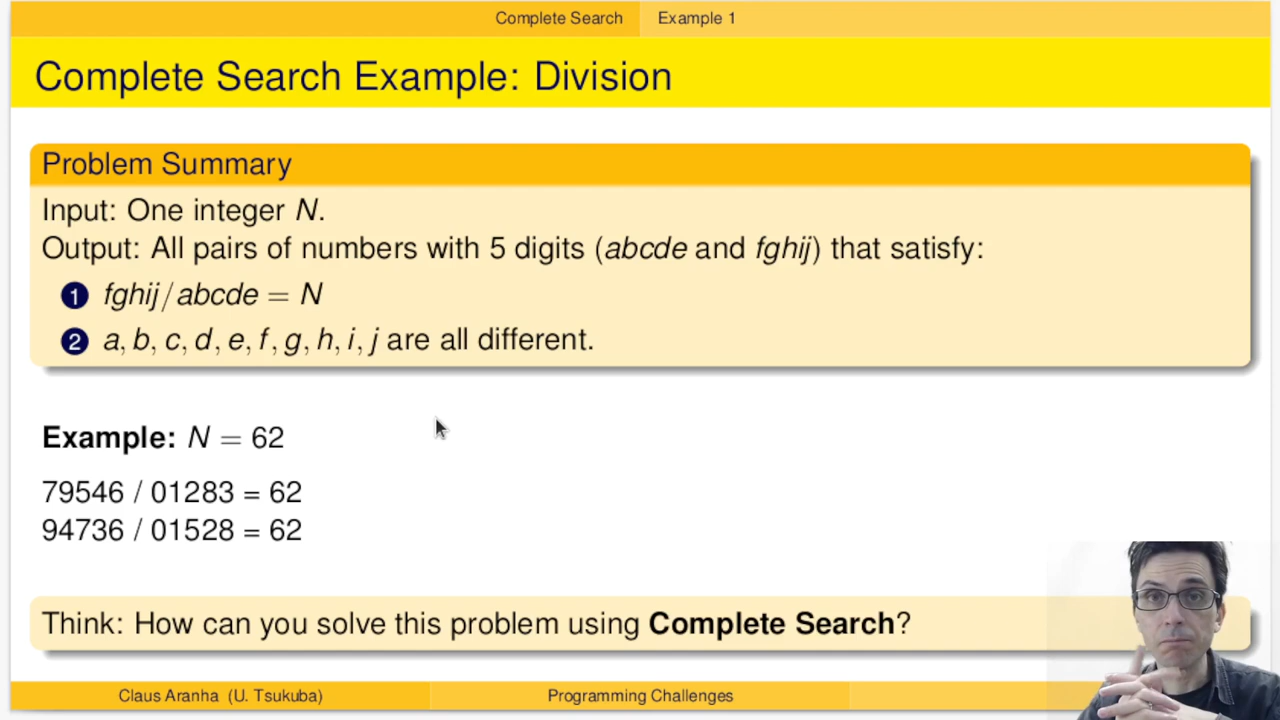 Complete Search Example 1
Complete Search Example: Division
Problem Summary
Input: One integer N.
Output: All pairs of numbers with 5 digits (abcde and fghij) that satisfy:
1 fghij/abcde = N
2 a, b, c, d, e, f, g, h, i, j are all different.
Example: N = 62
79546 / 01283 = 62
94736 / 01528 = 62
Think: How can you solve this problem using Complete Search?
Claus Aranha (U. Tsukuba) Programming Challenges